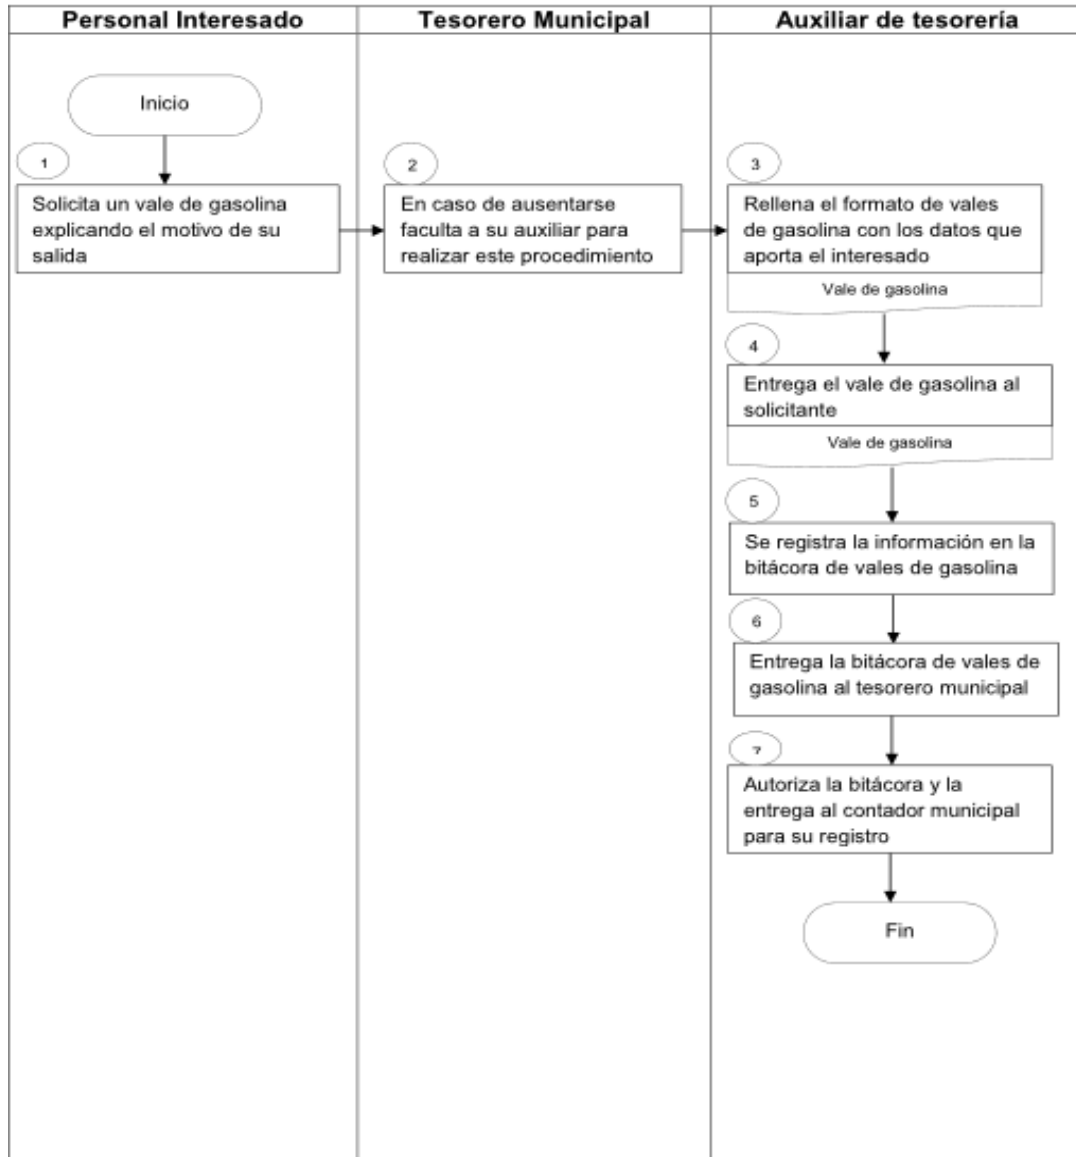 Personal Interesado
Tesorero Municipal
Auxiliar de tesorería
Inicio
1
Solicita un vale de gasolina
explicando el motivo de su
salida
2
En caso de ausentarse
faculta a su auxiliar para
realizar este procedimiento
3
Rellena el formato de vales
de gasolina con los datos que
aporta el interesado
Vale de gasolina
4
Entrega el vale de gasolina al
solicitante
Vale de gasolina
5
Se registra la información en la
bitácora de vales de gasolina
6
Entrega la bitácora de vales de
gasolina al tesorero municipal
7
Autoriza la bitácora y la
entrega al contador municipal
para su registro
Fin